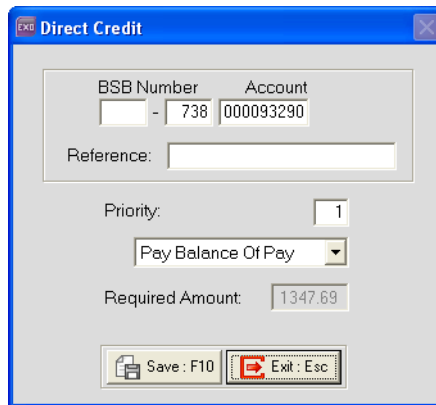 EXO Direct Credit
BSB Number Account
- 738 000093290
Reference:
Priority: 1
Pay Balance Of Pay
Required Amount: 1347.69
Save : F10 Exit : Esc